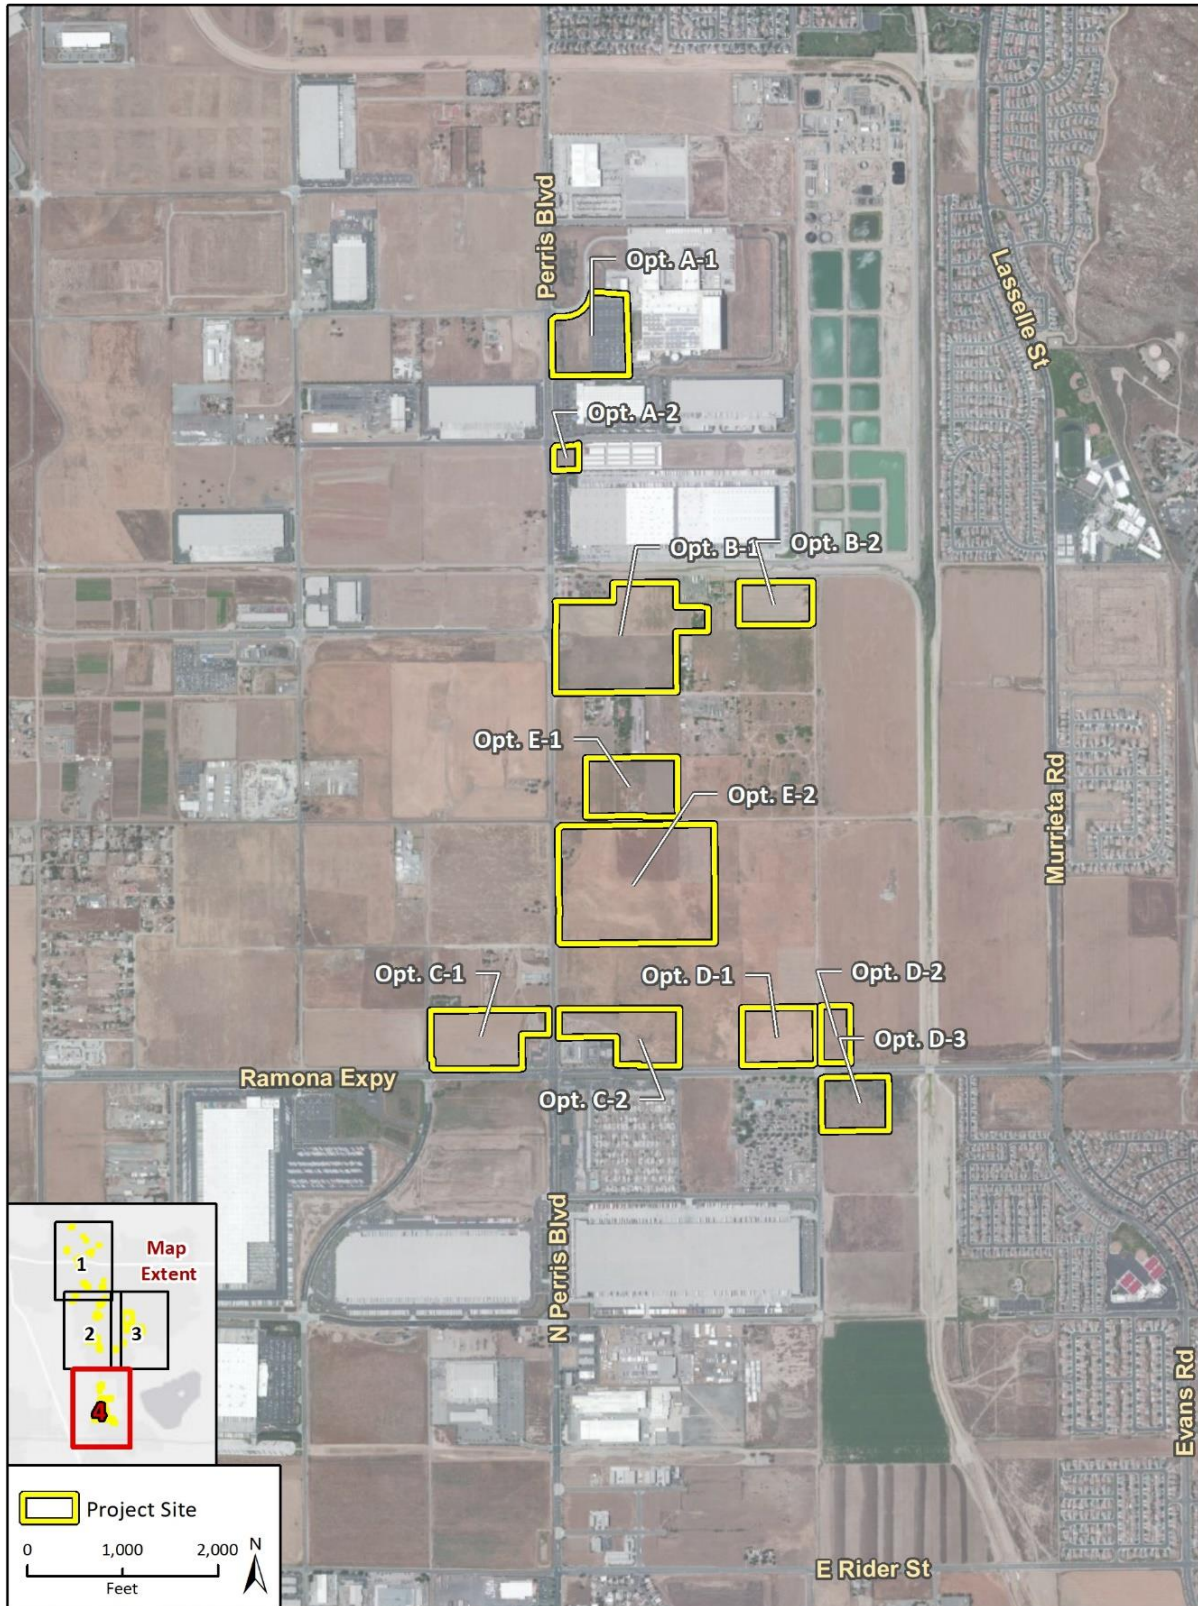 Perris Blvd
Opt. A-1
Lasselle St
Opt. A-2
Opt. B-1
Opt. B-2
Opt. E-1
Opt. E-2
Murrieta Rd
Opt. C-1
Opt. D-1
Opt. D-2
Opt. D-3
Ramona Expy
Opt. C-2
N Perris Blvd
Evans Rd
E Rider St
1
Map
Extent
2
3
4
Project Site
0 1,000 2,000
Feet
N